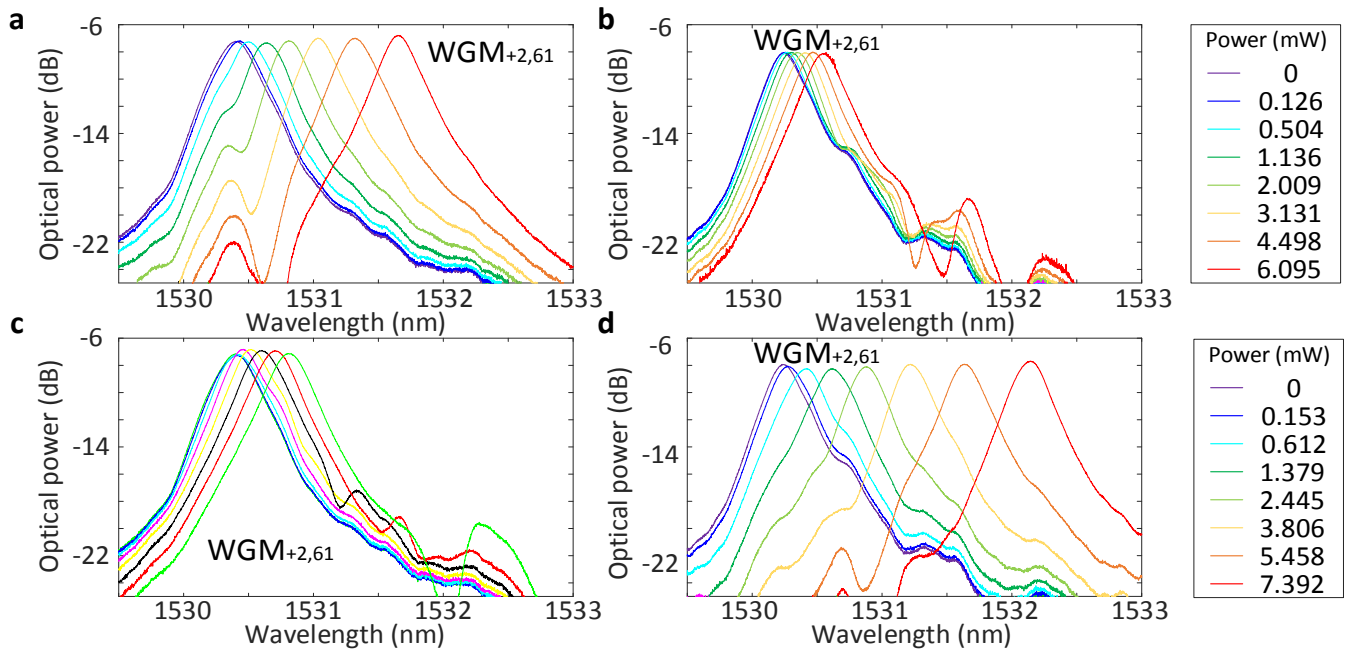 a
-6
-14
-22
Optical power (dB)
WGM+2,61
1530
1531
1532
1533
Wavelength (nm)
b
-6
-14
-22
Optical power (dB)
WGM+2,61
1530
1531
1532
1533
Wavelength (nm)
Power (mW)
0
0.126
0.504
1.136
2.009
3.131
4.498
6.095
c
-6
-14
-22
Optical power (dB)
WGM+2,61
1530
1531
1532
1533
Wavelength (nm)
d
-6
-14
-22
Optical power (dB)
WGM+2,61
1530
1531
1532
1533
Wavelength (nm)
Power (mW)
0
0.153
0.612
1.379
2.445
3.806
5.458
7.392